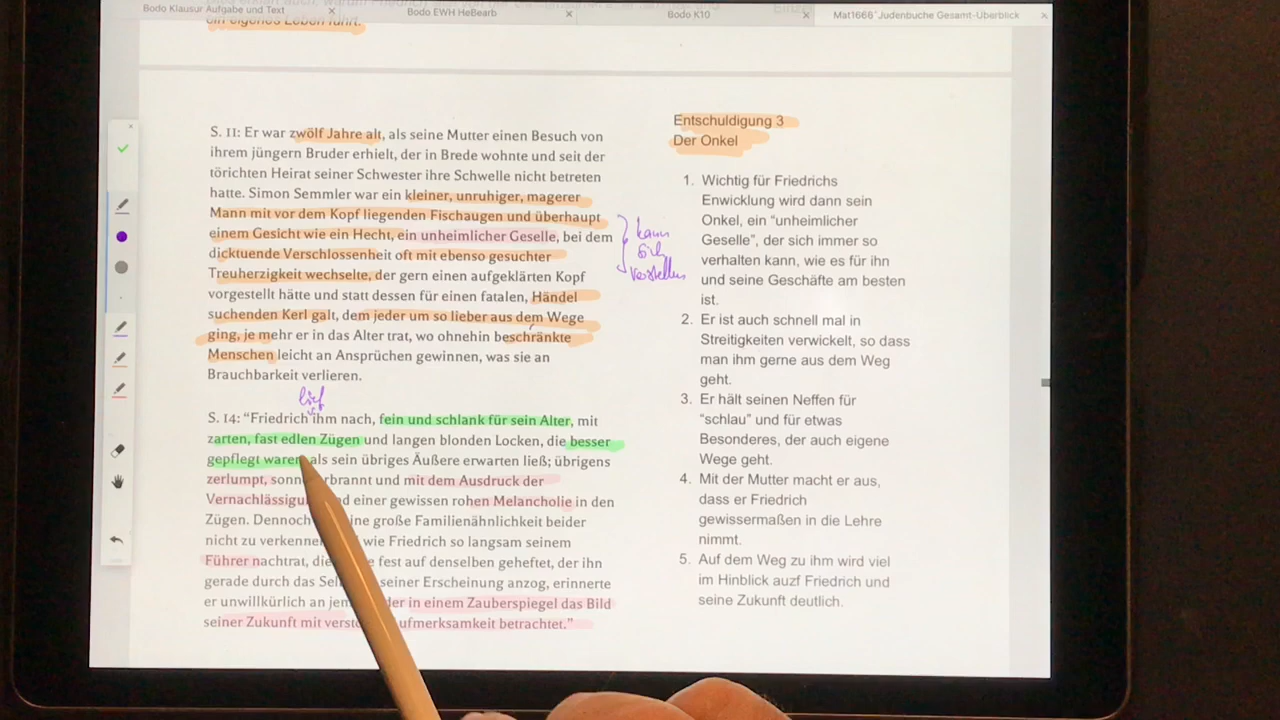 Bodo Klausur Aufgabe und Text
Bodo EWH HeBearb
Bodo K10
Mat1666 Judenbuche Gesamt-Überblick
ein eigenes Leben führt.
S. 11: Er war zwölf Jahre alt, als seine Mutter einen Besuch von
ihrem jüngern Bruder erhielt, der in Brede wohnte und seit der
törichten Heirat seiner Schwester ihre Schwelle nicht betreten
hatte. Simon Semmler war ein kleiner, unruhiger, magerer
Mann mit vor dem Kopf liegenden Fischaugen und überhaupt
einem Gesicht wie ein Hecht, ein unheimlicher Geselle, bei dem
dicktuende Verschlossenheit oft mit ebenso gesuchter
Treuherzigkeit wechselte, der gern einen aufgeklärten Kopf
vorgestellt hätte und statt dessen für einen fatalen, Händel
suchenden Kerl galt, dem jeder um so lieber aus dem Wege
ging, je mehr er in das Alter trat, wo ohnehin beschränkte
Menschen leicht an Ansprüchen gewinnen, was sie an
Brauchbarkeit verlieren.
kann
sich
verstellen
lief
S. 14: “Friedrich ihm nach, fein und schlank für sein Alter, mit
zarten, fast edlen Zügen und langen blonden Locken, die besser
gepflegt waren als sein übriges Äußere erwarten ließ; übrigens
zerlumpt, sonn rbrannt und mit dem Ausdruck der
Vernachlässigu d einer gewissen rohen Melancholie in den
Zügen. Dennoch ine große Familienähnlichkeit beider
nicht zu verkennen wie Friedrich so langsam seinem
Führer nachtrat, die e fest auf denselben geheftet, der ihn
gerade durch das Sel seiner Erscheinung anzog, erinnerte
er unwillkürlich an jem der in einem Zauberspiegel das Bild
seiner Zukunft mit verst ufmerksamkeit betrachtet.”
Entschuldigung 3
Der Onkel
1. Wichtig für Friedrichs
Enwicklung wird dann sein
Onkel, ein “unheimlicher
Geselle”, der sich immer so
verhalten kann, wie es für ihn
und seine Geschäfte am besten
ist.
2. Er ist auch schnell mal in
Streitigkeiten verwickelt, so dass
man ihm gerne aus dem Weg
geht.
3. Er hält seinen Neffen für
“schlau” und für etwas
Besonderes, der auch eigene
Wege geht.
4. Mit der Mutter macht er aus,
dass er Friedrich
gewissermaßen in die Lehre
nimmt.
5. Auf dem Weg zu ihm wird viel
im Hinblick auzf Friedrich und
seine Zukunft deutlich.